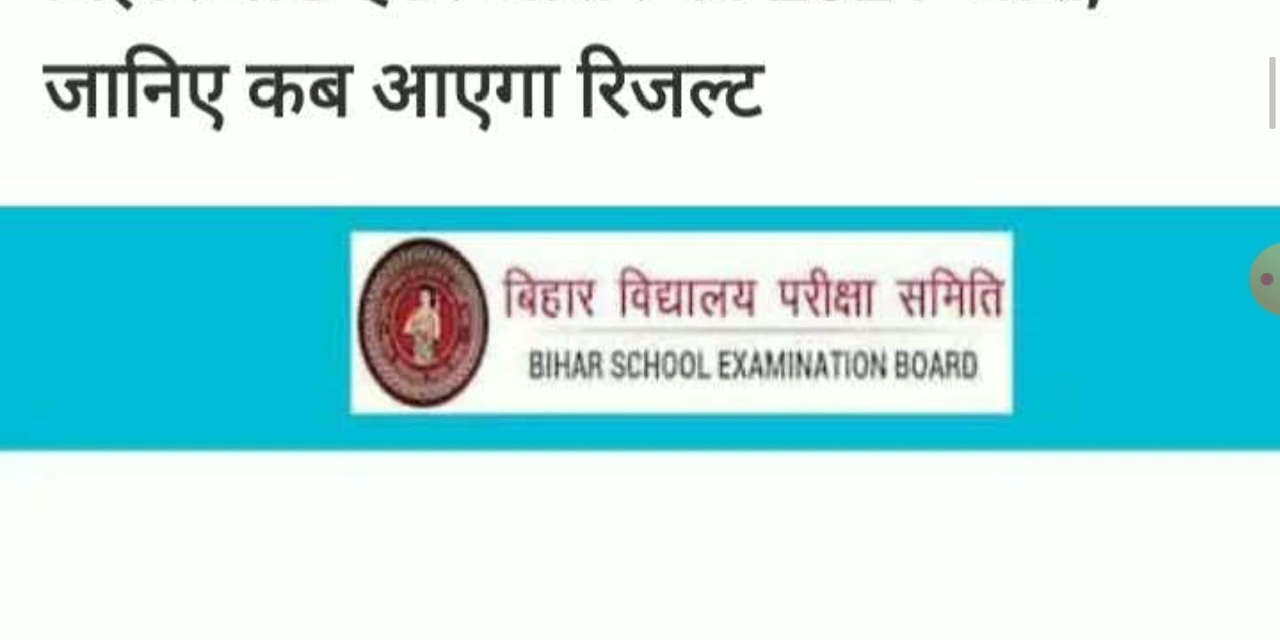 जानिए कब आएगा रिजल्ट
बिहार विद्यालय परीक्षा समिति
BIHAR SCHOOL EXAMINATION BOARD